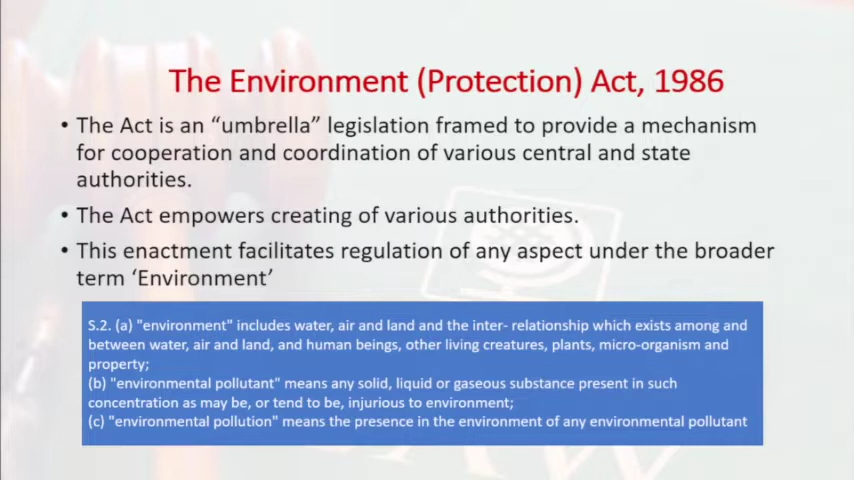 The Environment (Protection) Act, 1986
• The Act is an “umbrella” legislation framed to provide a mechanism
for cooperation and coordination of various central and state
authorities.
• The Act empowers creating of various authorities.
• This enactment facilitates regulation of any aspect under the broader
term ‘Environment’
S.2. (a) "environment" includes water, air and land and the inter- relationship which exists among and
between water, air and land, and human beings, other living creatures, plants, micro-organism and
property;
(b) "environmental pollutant" means any solid, liquid or gaseous substance present in such
concentration as may be, or tend to be, injurious to environment;
(c) "environmental pollution" means the presence in the environment of any environmental pollutant